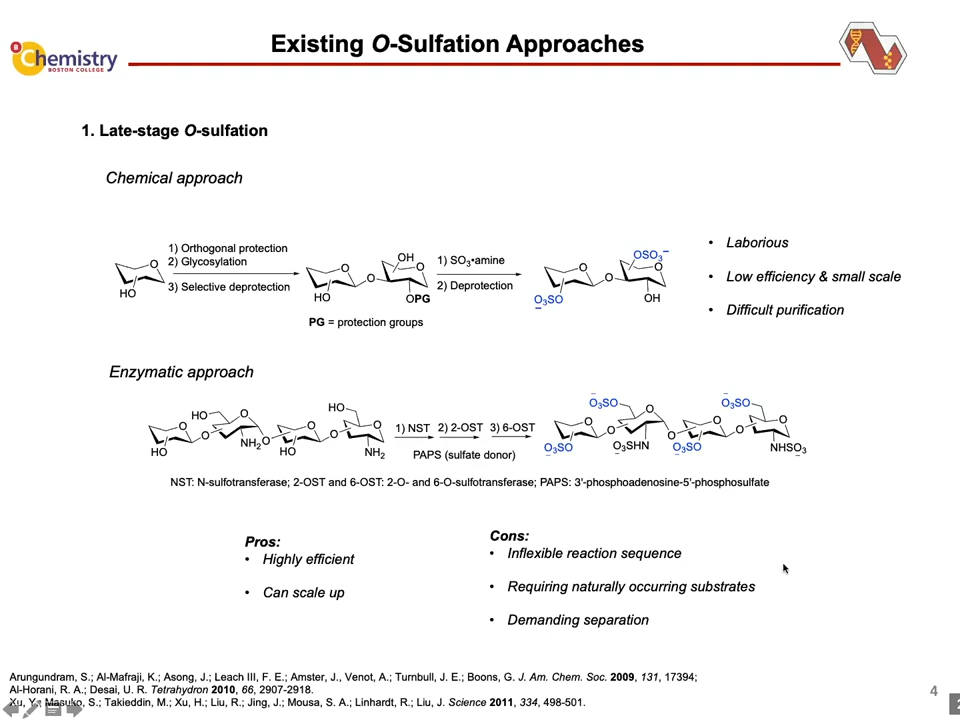 Existing O-Sulfation Approaches
Chemistry
BOSTON COLLEGE
1. Late-stage O-sulfation
Chemical approach
1) Orthogonal protection
2) Glycosylation
3) Selective deprotection
HO
O
HO
O
O
OH
O
OPG
PG = protection groups
1) SO₃•amine
2) Deprotection
⁻O₃SO
O
O
OSO₃⁻
O
OH
• Laborious
• Low efficiency & small scale
• Difficult purification
Enzymatic approach
HO
O
O
HO
O
NH₂
O
O
HO
O
HO
O
NH₂
1) NST 2) 2-OST 3) 6-OST
PAPS (sulfate donor)
⁻O₃SO
O
O
⁻O₃SO
O
⁻O₃SHN
O
O
⁻O₃SO
O
⁻O₃SO
O
NHSO₃⁻
NST: N-sulfotransferase; 2-OST and 6-OST: 2-O- and 6-O-sulfotransferase; PAPS: 3'-phosphoadenosine-5'-phosphosulfate
Pros:
• Highly efficient
• Can scale up
Cons:
• Inflexible reaction sequence
• Requiring naturally occurring substrates
• Demanding separation
Arungundram, S.; Al-Mafraji, K.; Asong, J.; Leach III, F. E.; Amster, J., Venot, A.; Turnbull, J. E.; Boons, G. J. Am. Chem. Soc. 2009, 131, 17394;
Al-Horani, R. A.; Desai, U. R. Tetrahydron 2010, 66, 2907-2918.
Xu, Y.; Masuko, S.; Takieddin, M.; Xu, H.; Liu, R.; Jing, J.; Mousa, S. A.; Linhardt, R.; Liu, J. Science 2011, 334, 498-501.
4